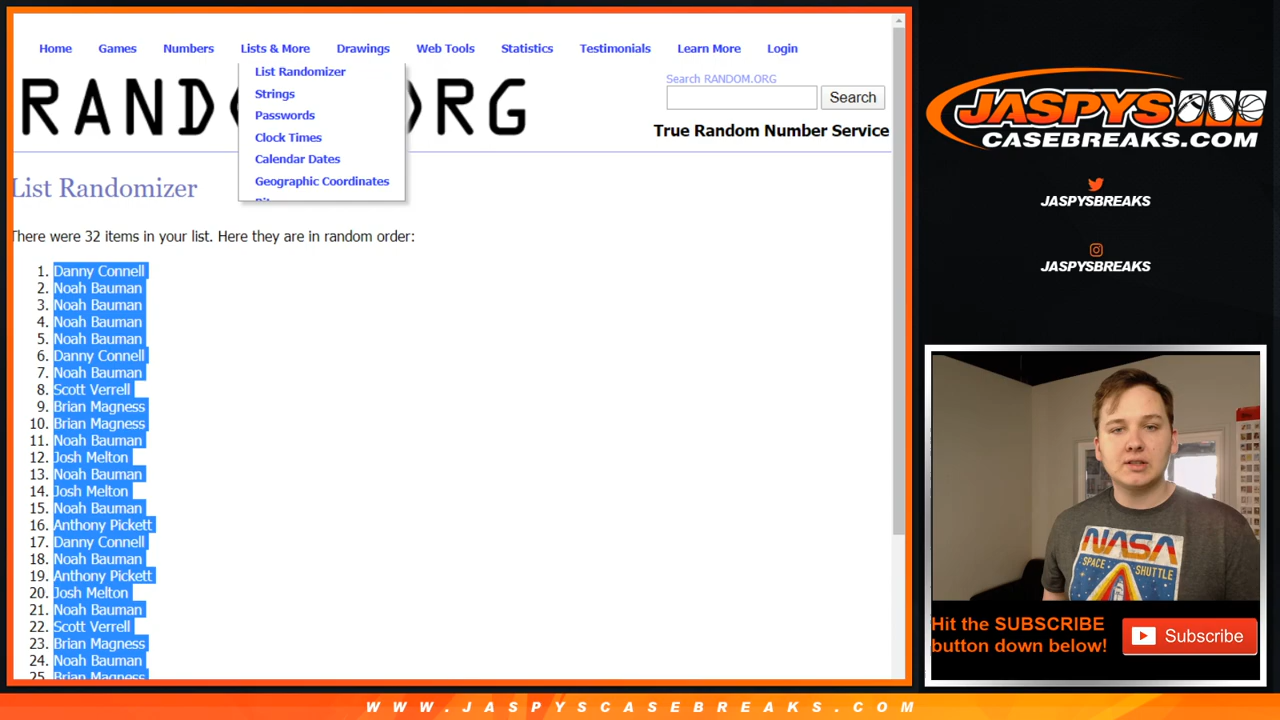 Home Games Numbers Lists & More Drawings Web Tools Statistics Testimonials Learn More Login
List Randomizer
Strings
Passwords
Clock Times
Calendar Dates
Geographic Coordinates
Search RANDOM.ORG
Search
True Random Number Service
List Randomizer
There were 32 items in your list. Here they are in random order:
1. Danny Connell
2. Noah Bauman
3. Noah Bauman
4. Noah Bauman
5. Noah Bauman
6. Danny Connell
7. Noah Bauman
8. Scott Verrell
9. Brian Magness
10. Brian Magness
11. Noah Bauman
12. Josh Melton
13. Noah Bauman
14. Josh Melton
15. Noah Bauman
16. Anthony Pickett
17. Danny Connell
18. Noah Bauman
19. Anthony Pickett
20. Josh Melton
21. Noah Bauman
22. Scott Verrell
23. Brian Magness
24. Noah Bauman
25. Brian Magness
JASPYS
CASEBREAKS.COM
JASPYSBREAKS
JASPYSBREAKS
NASA
SPACE SHUTTLE
Hit the SUBSCRIBE
button down below!
Subscribe
WWW.JASPYSCASEBREAKS.COM